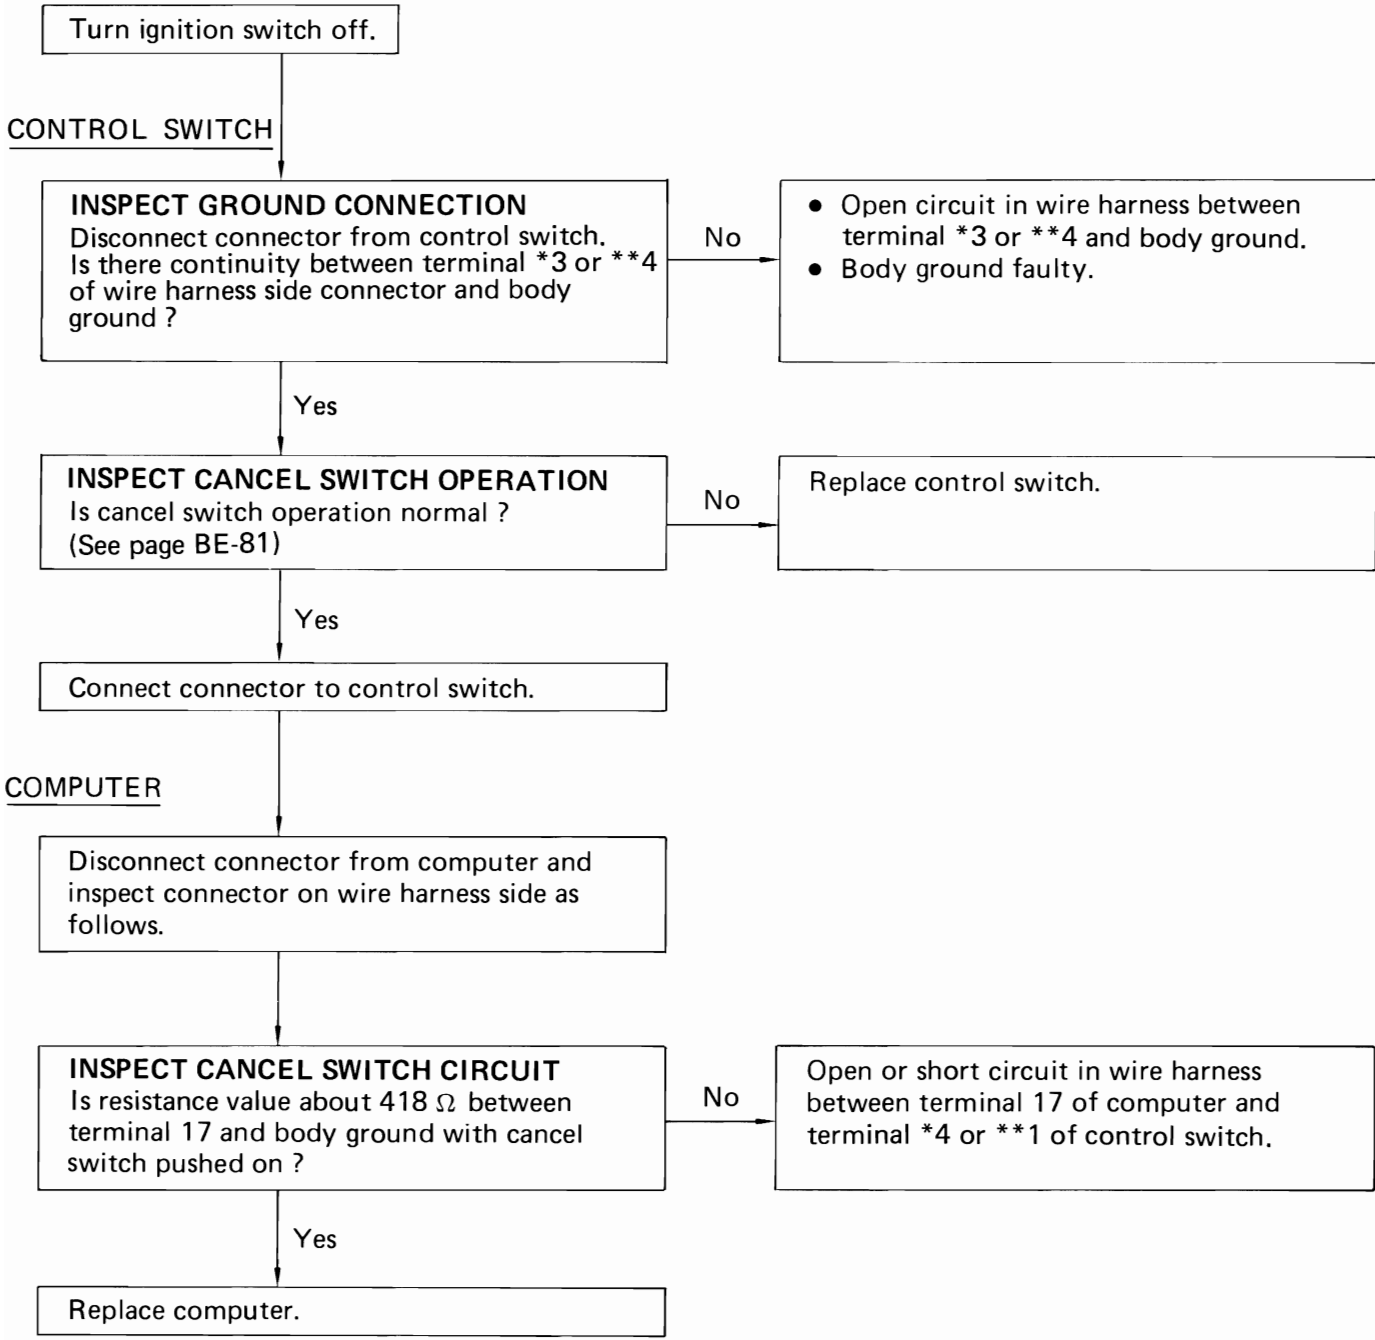 Turn ignition switch off.
CONTROL SWITCH
INSPECT GROUND CONNECTION
Disconnect connector from control switch.
Is there continuity between terminal *3 or **4
of wire harness side connector and body
ground ?
No
● Open circuit in wire harness between
terminal *3 or **4 and body ground.
● Body ground faulty.
Yes
INSPECT CANCEL SWITCH OPERATION
Is cancel switch operation normal ?
(See page BE-81)
No
Replace control switch.
Yes
Connect connector to control switch.
COMPUTER
Disconnect connector from computer and
inspect connector on wire harness side as
follows.
INSPECT CANCEL SWITCH CIRCUIT
Is resistance value about 418 Ω between
terminal 17 and body ground with cancel
switch pushed on ?
No
Open or short circuit in wire harness
between terminal 17 of computer and
terminal *4 or **1 of control switch.
Yes
Replace computer.